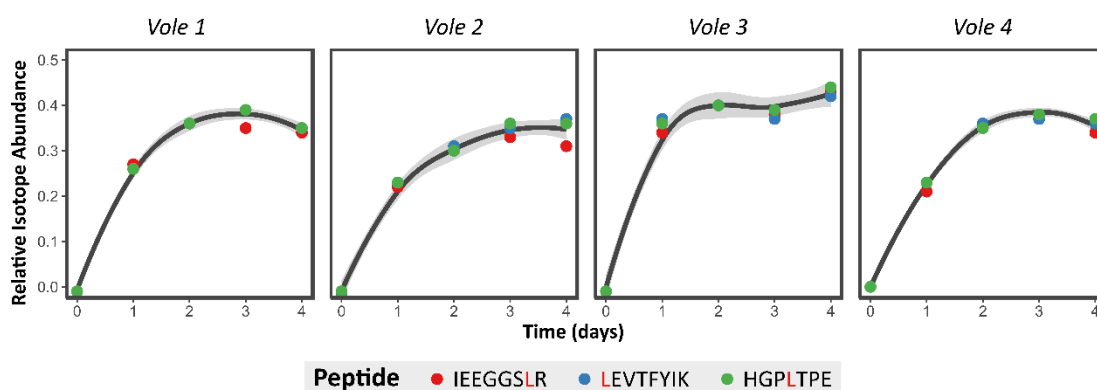 Vole 1 Vole 2 Vole 3 Vole 4
Relative Isotope Abundance
0.5
0.4
0.3
0.2
0.1
0.0
0 1 2 3 4 0 1 2 3 4 0 1 2 3 4 0 1 2 3 4
Time (days)
Peptide IEEGGSLR LEVTFYIK HGPLTPE